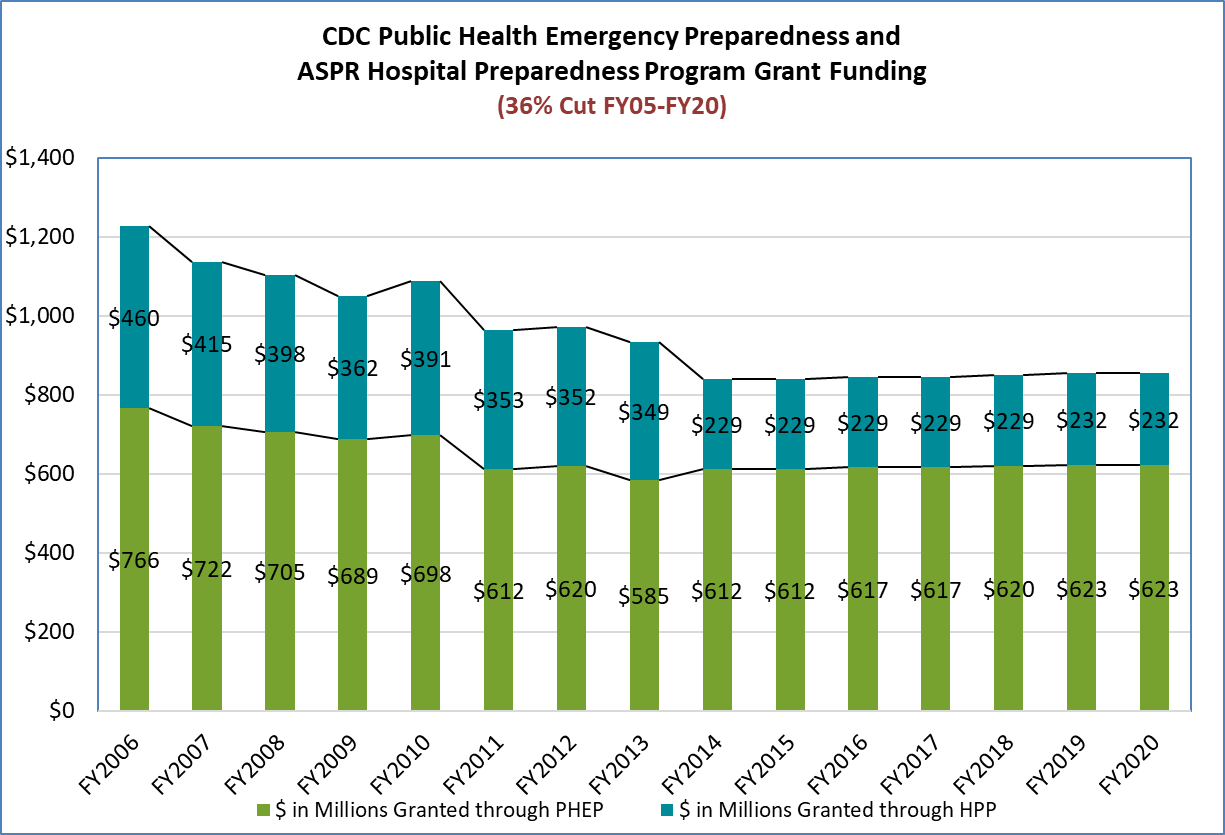 CDC Public Health Emergency Preparedness and
ASPR Hospital Preparedness Program Grant Funding
(36% Cut FY05-FY20)
$1,400
$1,200
$1,000
$800
$600
$400
$200
$0
$460
$415
$398
$362
$391
$353
$352
$349
$229
$229
$229
$229
$229
$232
$232
$766
$722
$705
$689
$698
$612
$620
$585
$612
$612
$617
$617
$620
$623
$623
FY2006
FY2007
FY2008
FY2009
FY2010
FY2011
FY2012
FY2013
FY2014
FY2015
FY2016
FY2017
FY2018
FY2019
FY2020
$ in Millions Granted through PHEP
$ in Millions Granted through HPP